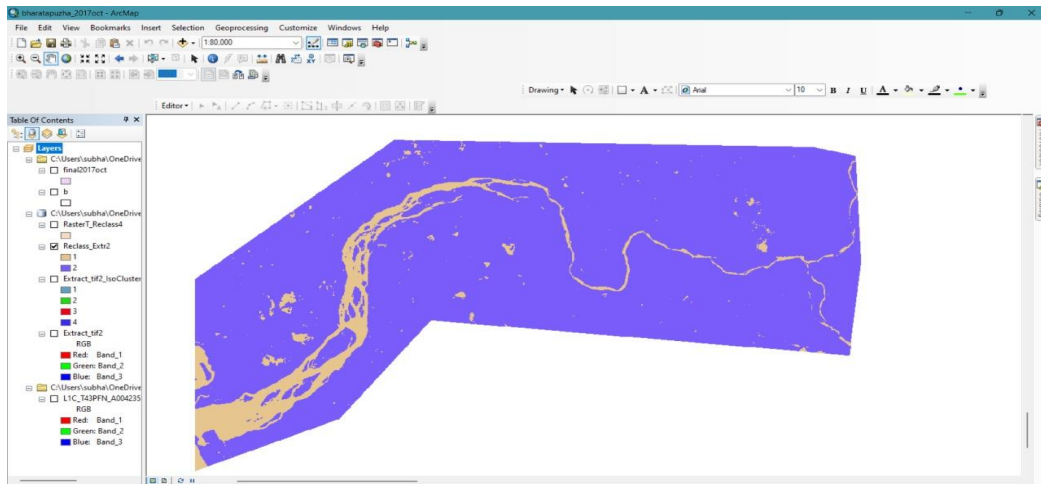 bharatapuzha_2017oct - ArcMap
File Edit View Bookmarks Insert Selection Geoprocessing Customize Windows Help
1:80,000
Drawing
A
Arial
10
B I U A
Editor
Table Of Contents
Layers
C:\Users\subha\OneDrive
final2017oct
b
C:\Users\subha\OneDrive
RasterT_Reclass4
Reclass_Extr2
1
2
Extract_tif2_IsoCluster
1
2
3
4
Extract_tif2
RGB
Red: Band_1
Green: Band_2
Blue: Band_3
C:\Users\subha\OneDrive
L1C_T43PFN_A004235
RGB
Red: Band_1
Green: Band_2
Blue: Band_3